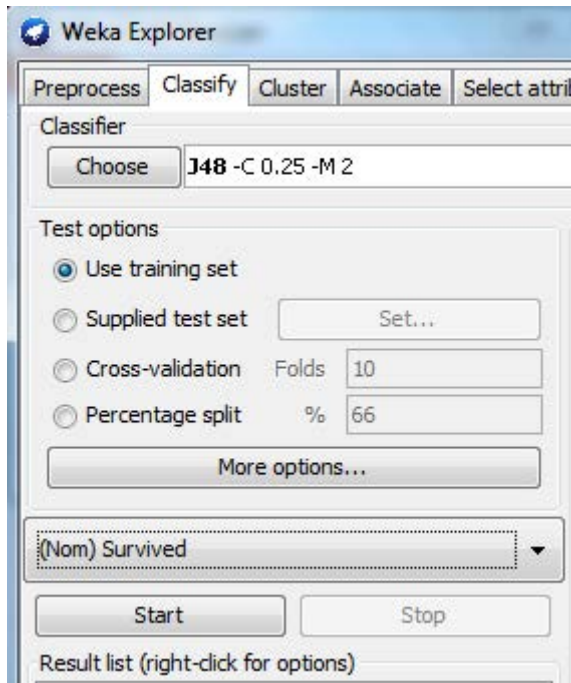 Weka Explorer
Preprocess Classify Cluster Associate Select attri
Classifier
Choose J48 -C 0.25 -M 2
Test options
Use training set
Supplied test set Set...
Cross-validation Folds 10
Percentage split % 66
More options...
(Nom) Survived
Start Stop
Result list (right-click for options)